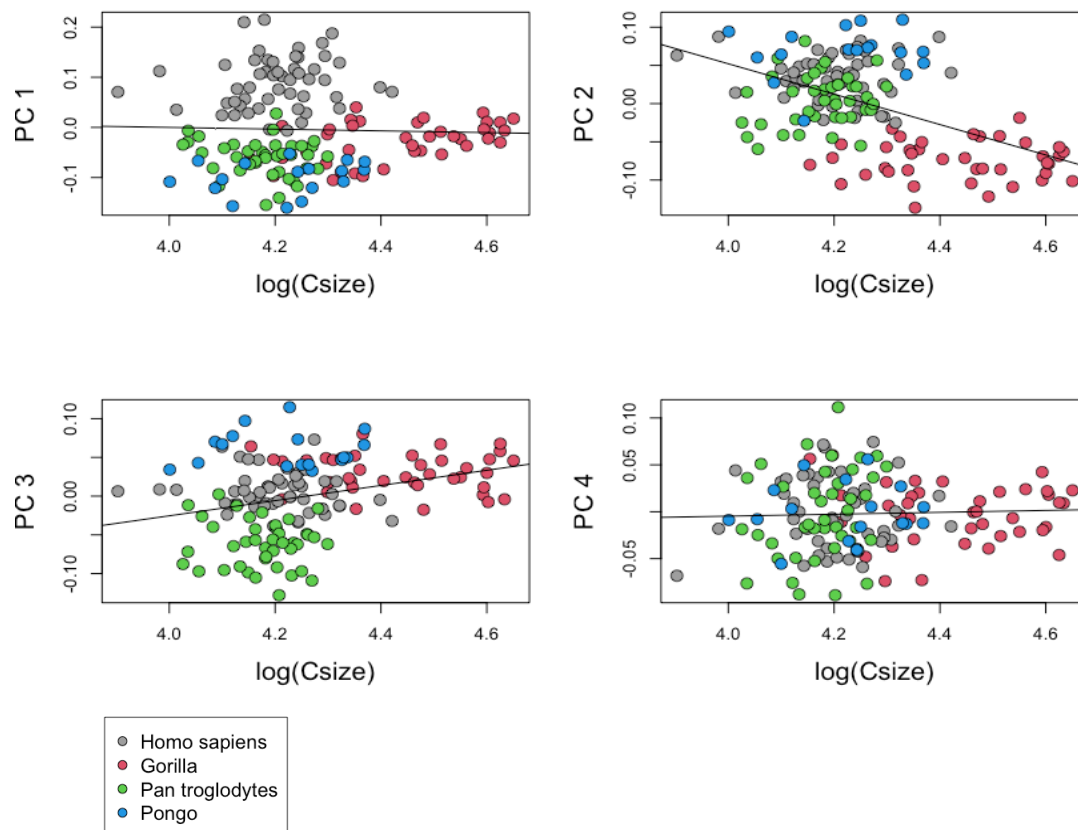 PC 1
0.2
0.1
0.0
-0.1
4.0 4.2 4.4 4.6
log(Csize)
PC 2
0.10
0.00
-0.10
4.0 4.2 4.4 4.6
log(Csize)
PC 3
0.10
0.00
-0.10
4.0 4.2 4.4 4.6
log(Csize)
PC 4
0.10
0.05
-0.05
4.0 4.2 4.4 4.6
log(Csize)
Homo sapiens
Gorilla
Pan troglodytes
Pongo